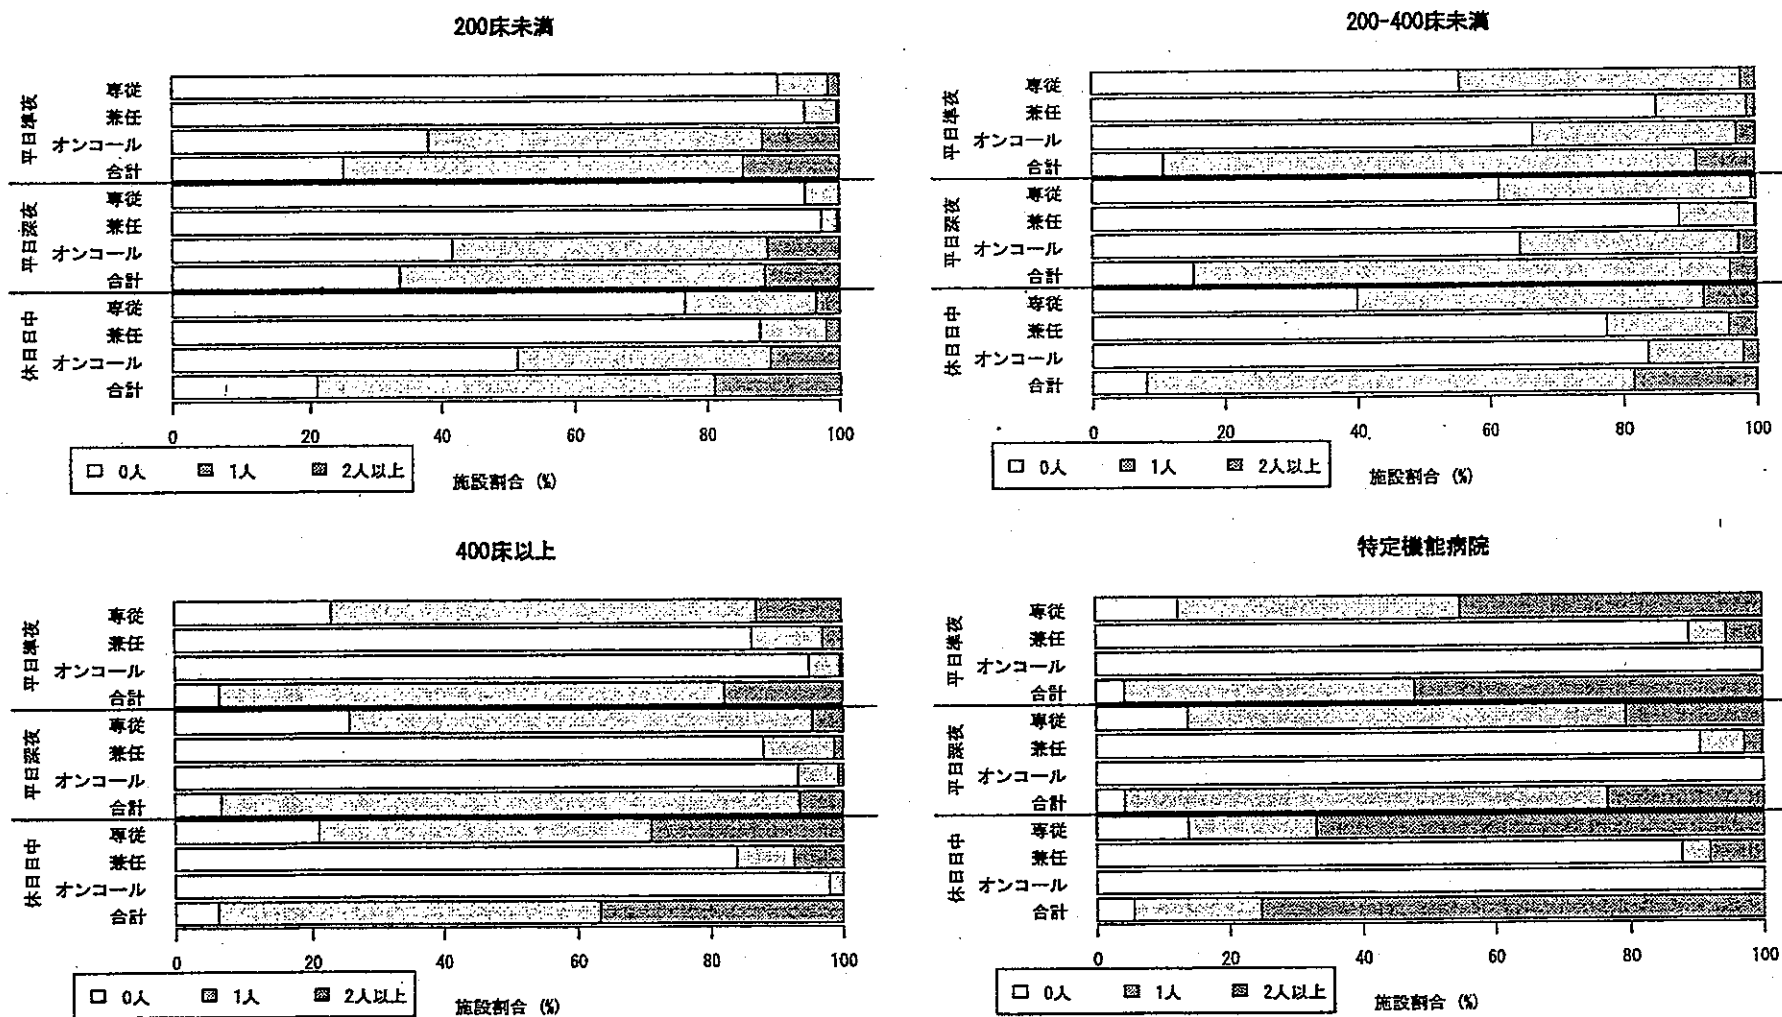 200床未満
平日準夜
専従
兼任
オンコール
合計
平日深夜
専従
兼任
オンコール
合計
休日日中
専従
兼任
オンコール
合計
0 20 40 60 80 100
□ 0人 1人 2人以上
施設割合 (%)
200-400床未満
平日準夜
専従
兼任
オンコール
合計
平日深夜
専従
兼任
オンコール
合計
休日日中
専従
兼任
オンコール
合計
0 20 40 60 80 100
□ 0人 1人 2人以上
施設割合 (%)
400床以上
平日準夜
専従
兼任
オンコール
合計
平日深夜
専従
兼任
オンコール
合計
休日日中
専従
兼任
オンコール
合計
0 20 40 60 80 100
□ 0人 1人 2人以上
施設割合 (%)
特定機能病院
平日準夜
専従
兼任
オンコール
合計
平日深夜
専従
兼任
オンコール
合計
休日日中
専従
兼任
オンコール
合計
0 20 40 60 80 100
□ 0人 1人 2人以上
施設割合 (%)